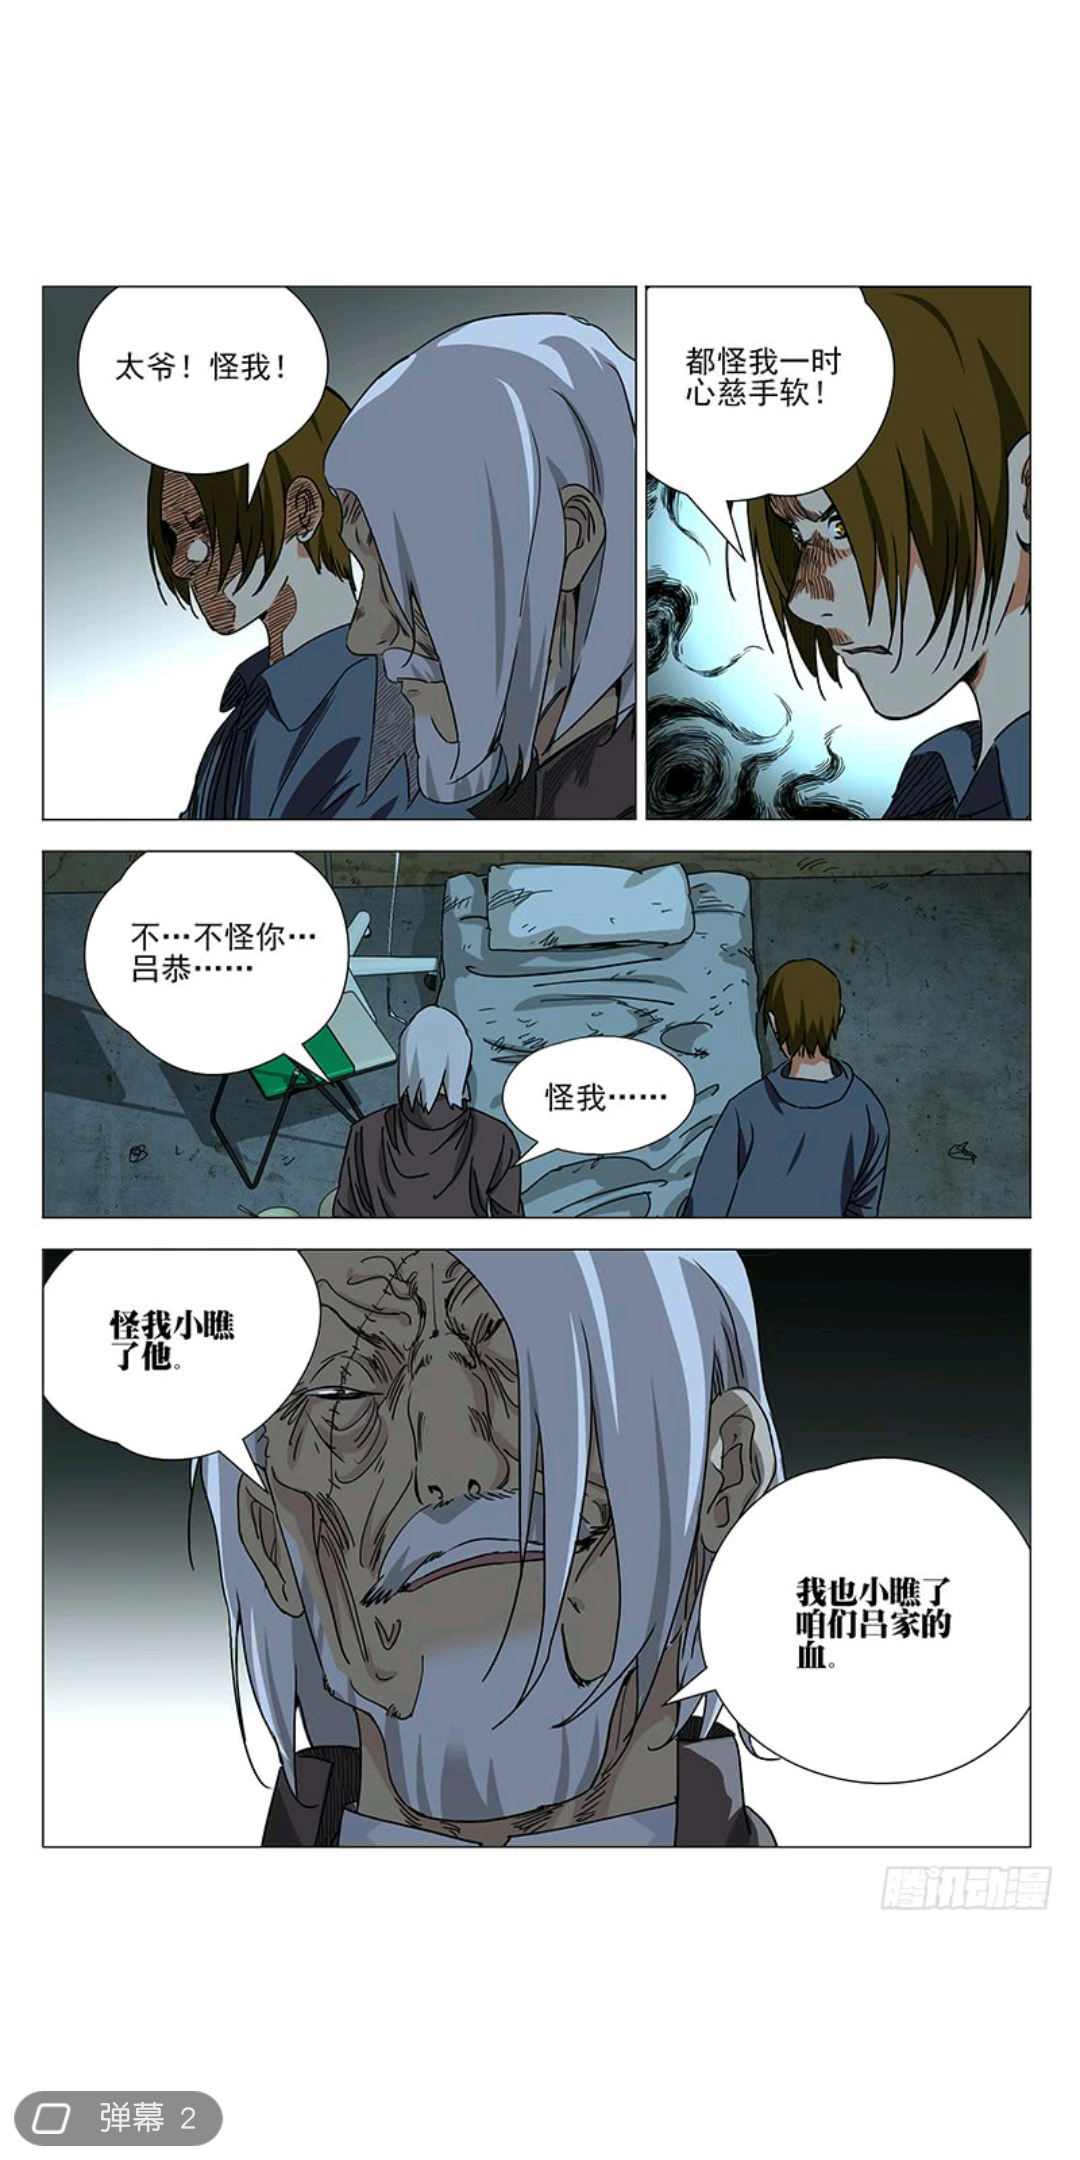 太爷！怪我！
都怪我一时
心慈手软！
不…不怪你…
吕恭……
怪我……
怪我小瞧
了他。
我也小瞧了
咱们吕家的
血。
腾讯动漫
弹幕 2